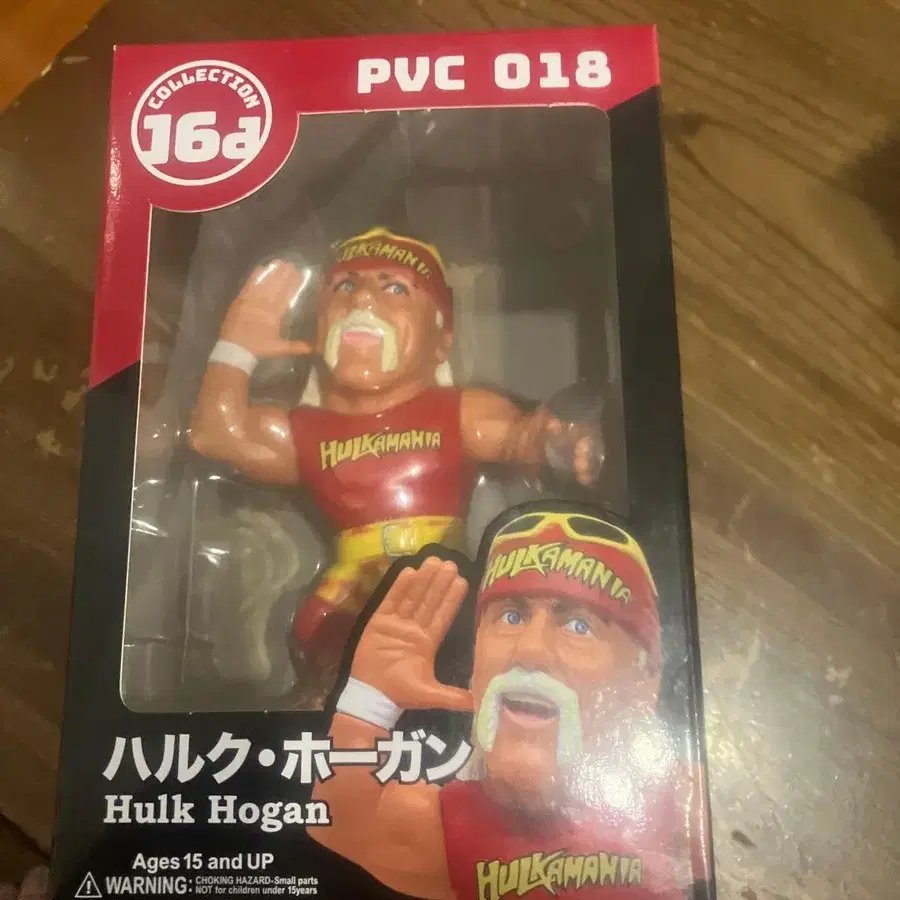 COLLECTION
16d
PVC 018
HULKAMANIA
HULKAMANIA
HULKAMANIA
ハルク・ホーガン
Hulk Hogan
HULKAMANIA
Ages 15 and UP
WARNING: CHOKING HAZARD-Small parts
NOT for children under 15years